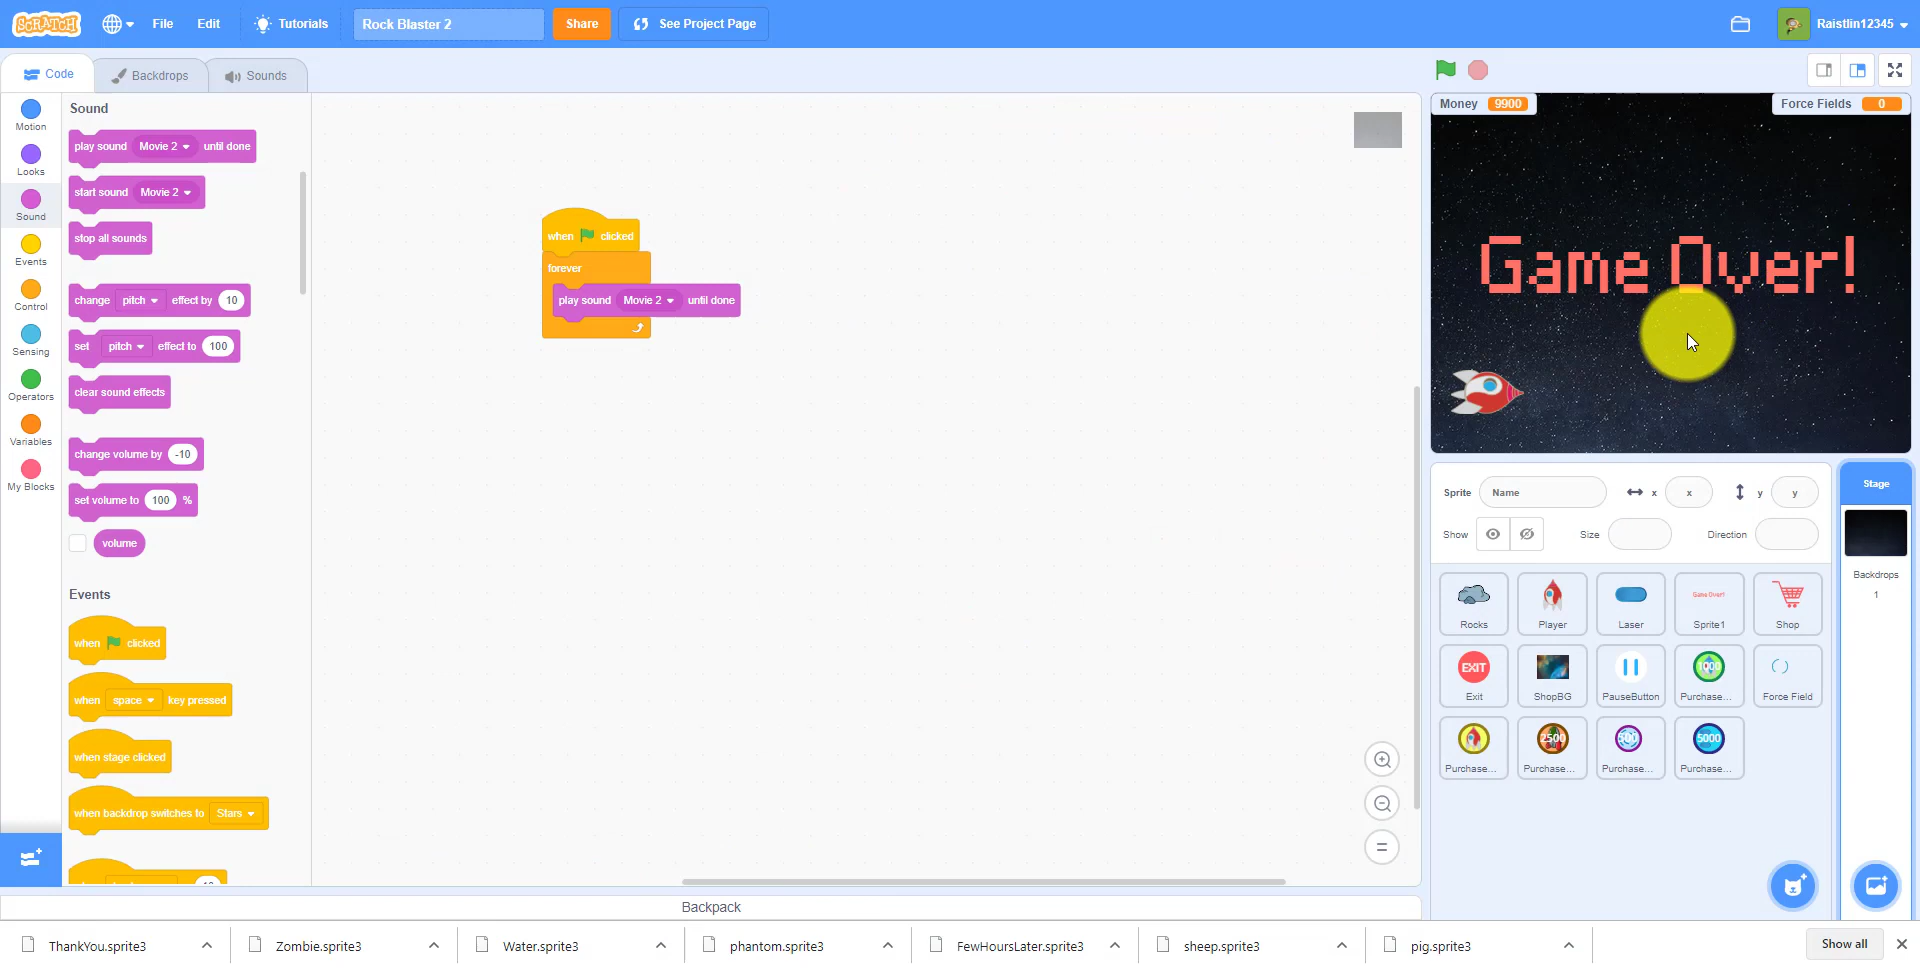 SCRATCH File Edit Tutorials Rock Blaster 2 Share See Project Page Raistlin12345
Code Backdrops Sounds
Motion
Looks
Sound
Events
Control
Sensing
Operators
Variables
My Blocks
Sound
play sound Movie 2 until done
start sound Movie 2
stop all sounds
change pitch effect by 10
set pitch effect to 100
clear sound effects
change volume by -10
set volume to 100 %
volume
Events
when clicked
when space key pressed
when stage clicked
when backdrop switches to Stars
when clicked
forever
play sound Movie 2 until done
Money 9900 Force Fields 0
Game Over!
Sprite Name x x y y
Show Size Direction
Rocks Player Laser Game Over! Sprite1 Shop
EXIT Exit ShopBG PauseButton 1000 Purchase... Force Field
Purchase... 2500 Purchase... 500 Purchase... 5000 Purchase...
Stage
Backdrops
1
Backpack
ThankYou.sprite3 Zombie.sprite3 Water.sprite3 phantom.sprite3 FewHoursLater.sprite3 sheep.sprite3 pig.sprite3 Show all